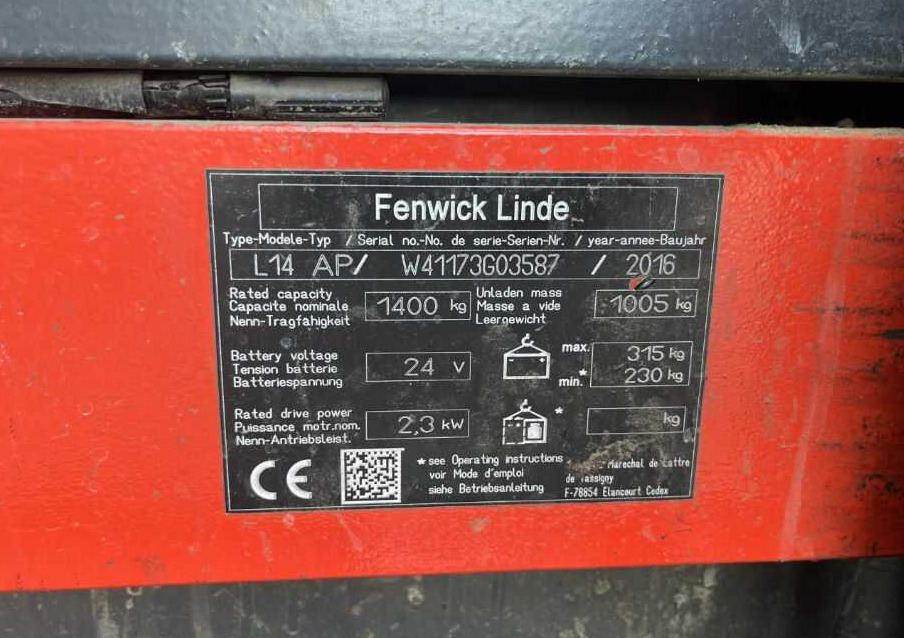 Fenwick Linde
Type-Modele-Typ / Serial no.-No. de serie-Serien-Nr. / year-annee-Baujahr
L14 AP/ W41173G03587 / 2016
Rated capacity
Capacite nominale
Nenn-Tragfähigkeit
1400 kg
Unladen mass
Masse a vide
Leergewicht
1005 kg
Battery voltage
Tension batterie
Batteriespannung
24 V
max. 315 kg
min.* 230 kg
Rated drive power
Puissance motr.nom.
Nenn-Antriebsleist.
2,3 kW
*
kg
CE
* see Operating instructions
voir Mode d'emploi
siehe Betriebsanleitung
Marechal de Lattre
de Tassigny
F-78854 Elancourt Cedex